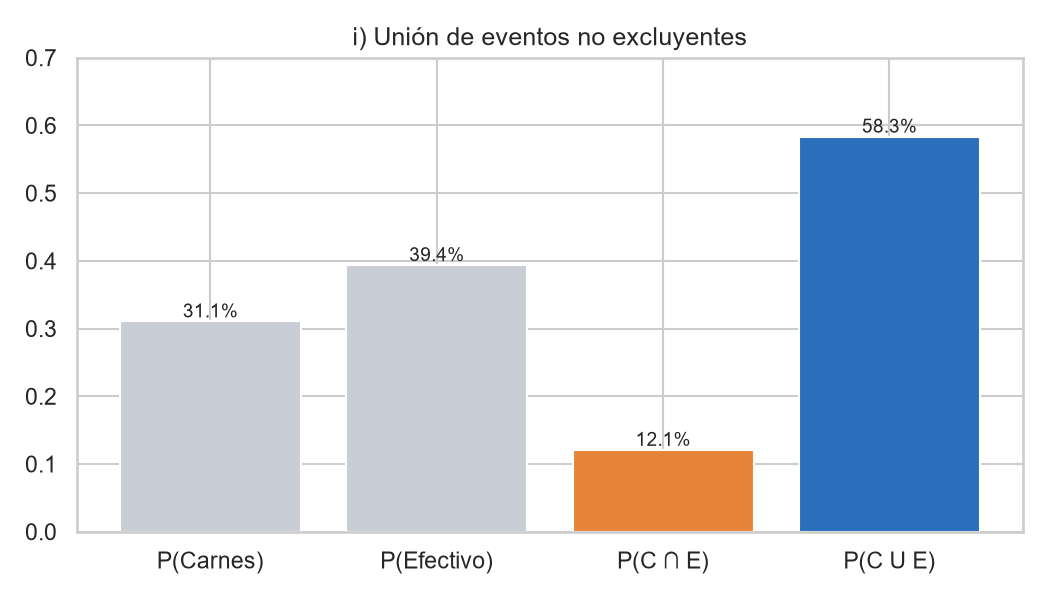 i) Unión de eventos no excluyentes
0.7
0.6
0.5
0.4
0.3
0.2
0.1
0.0
31.1%
39.4%
12.1%
58.3%
P(Carnes)
P(Efectivo)
P(C ∩ E)
P(C U E)